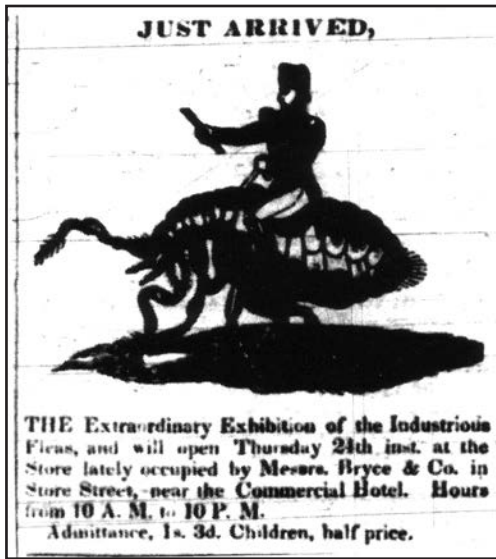 JUST ARRIVED,
THE Extraordinary Exhibition of the Industrious
Fleas, and will open Thursday 24th inst. at the
Store lately occupied by Messrs. Bryce & Co. in
Store Street, near the Commercial Hotel. Hours
from 10 A. M. to 10 P. M.
Admittance, 1s. 3d. Children, half price.